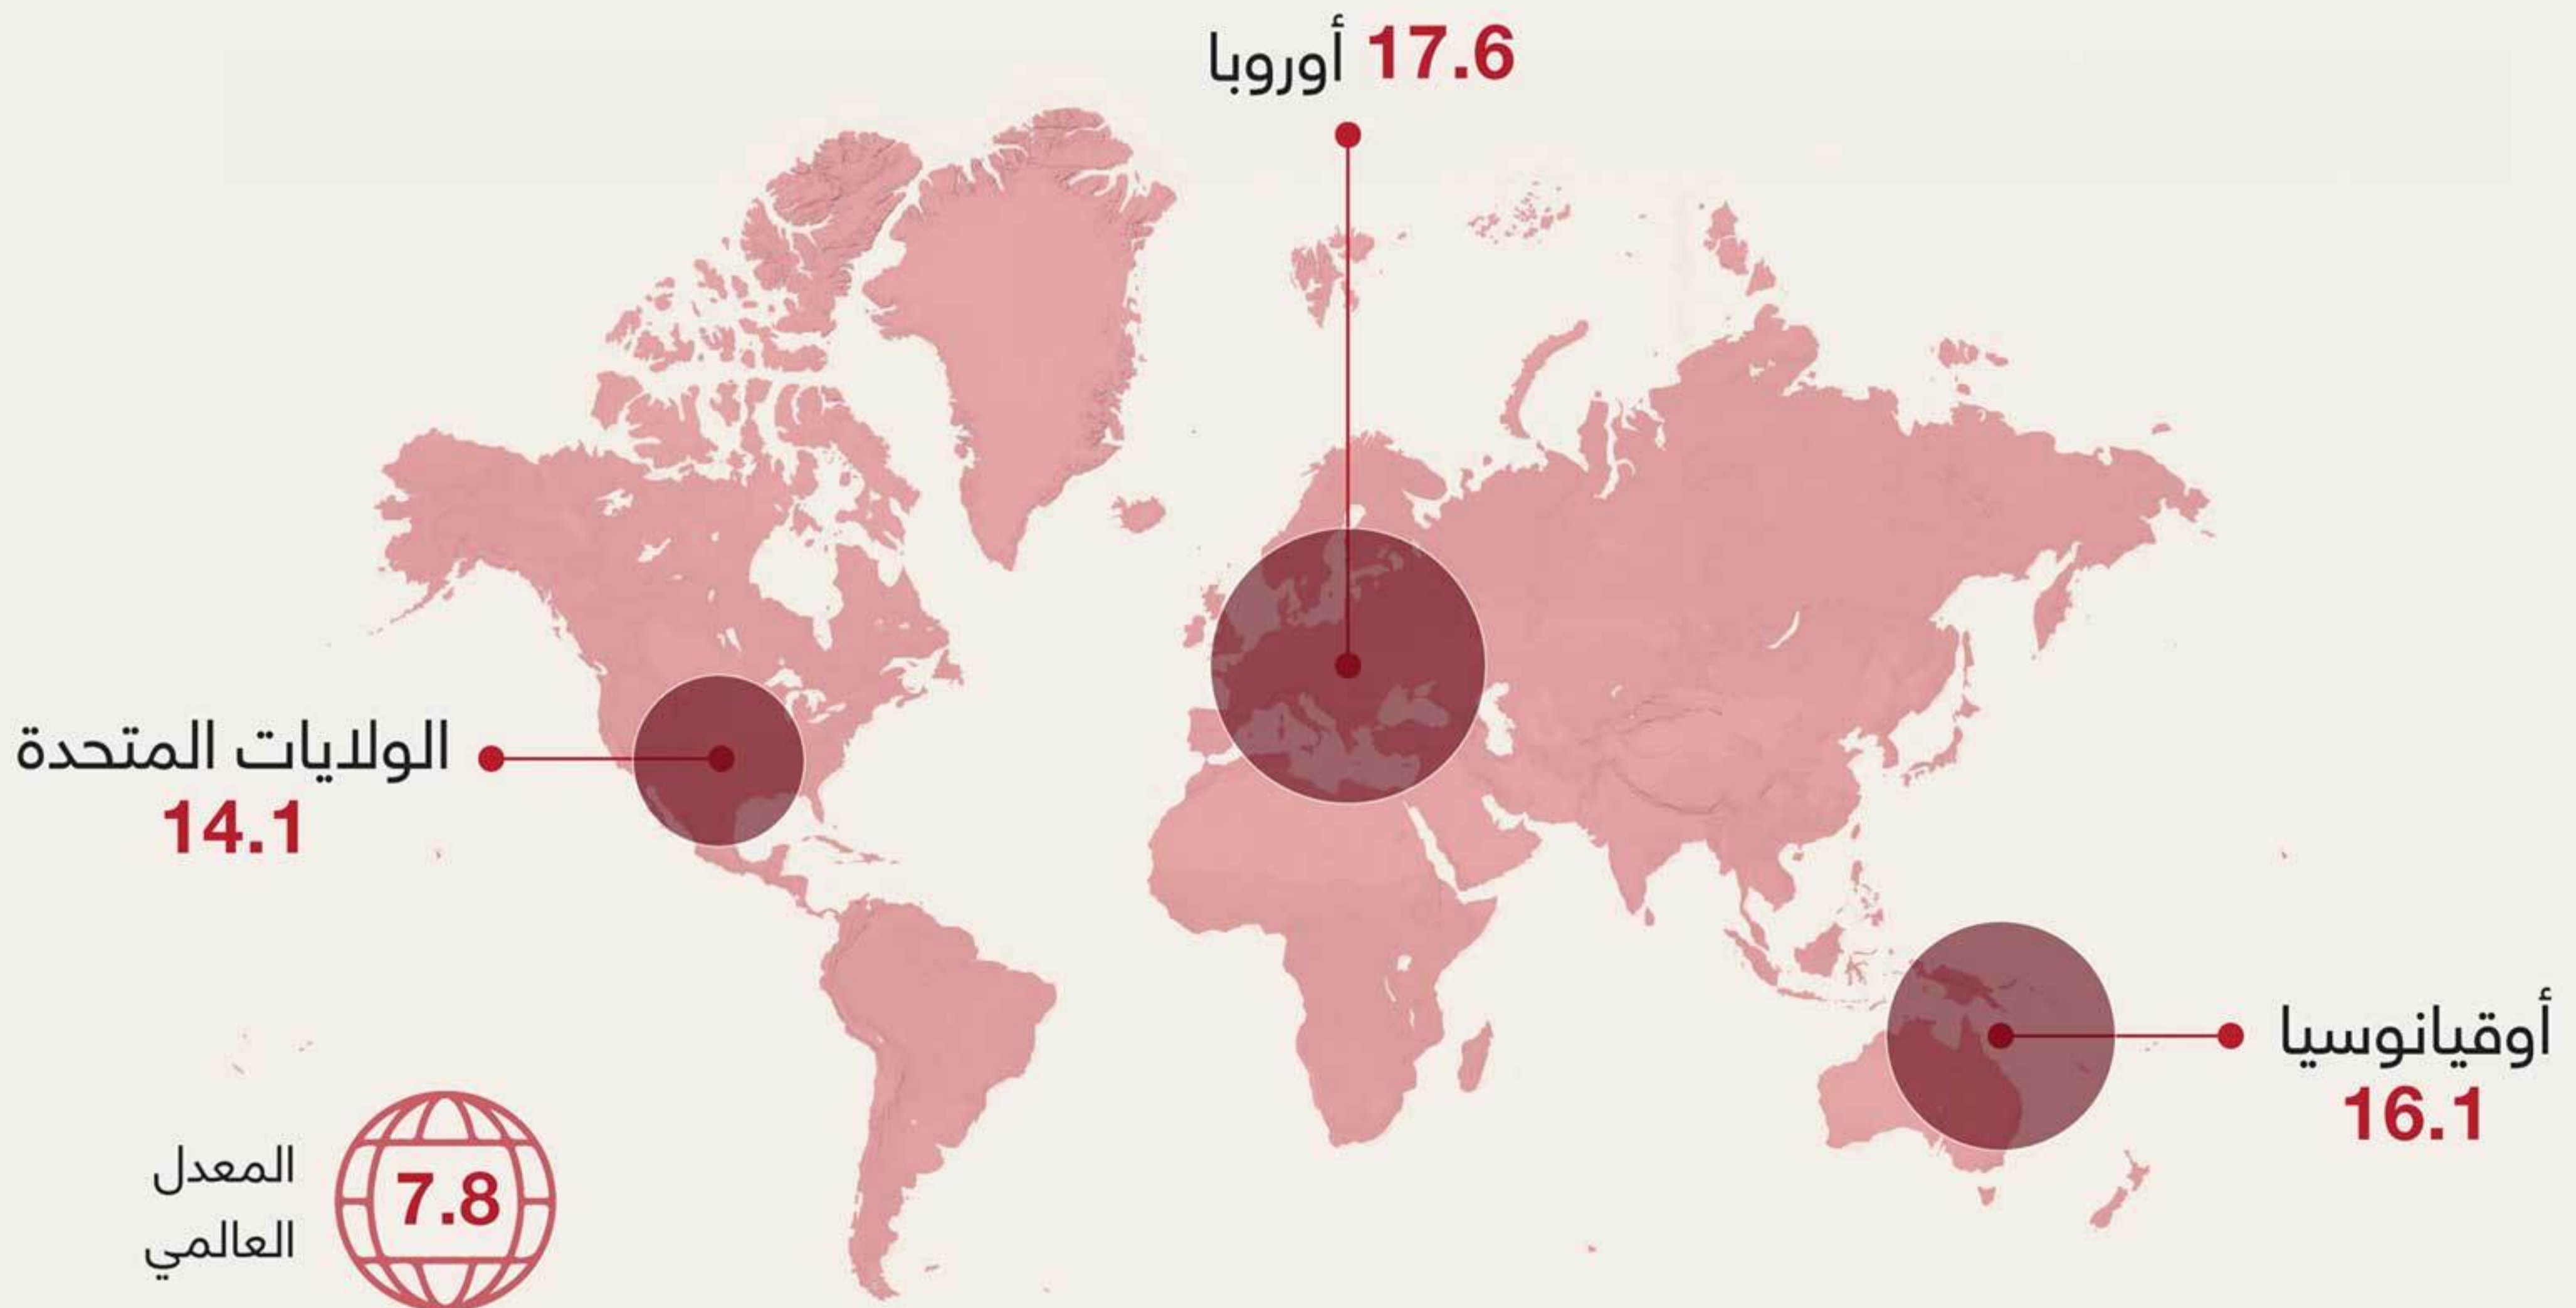 17.6 أوروبا
الولايات المتحدة
14.1
أوقيانوسيا
16.1
المعدل
العالمي
7.8